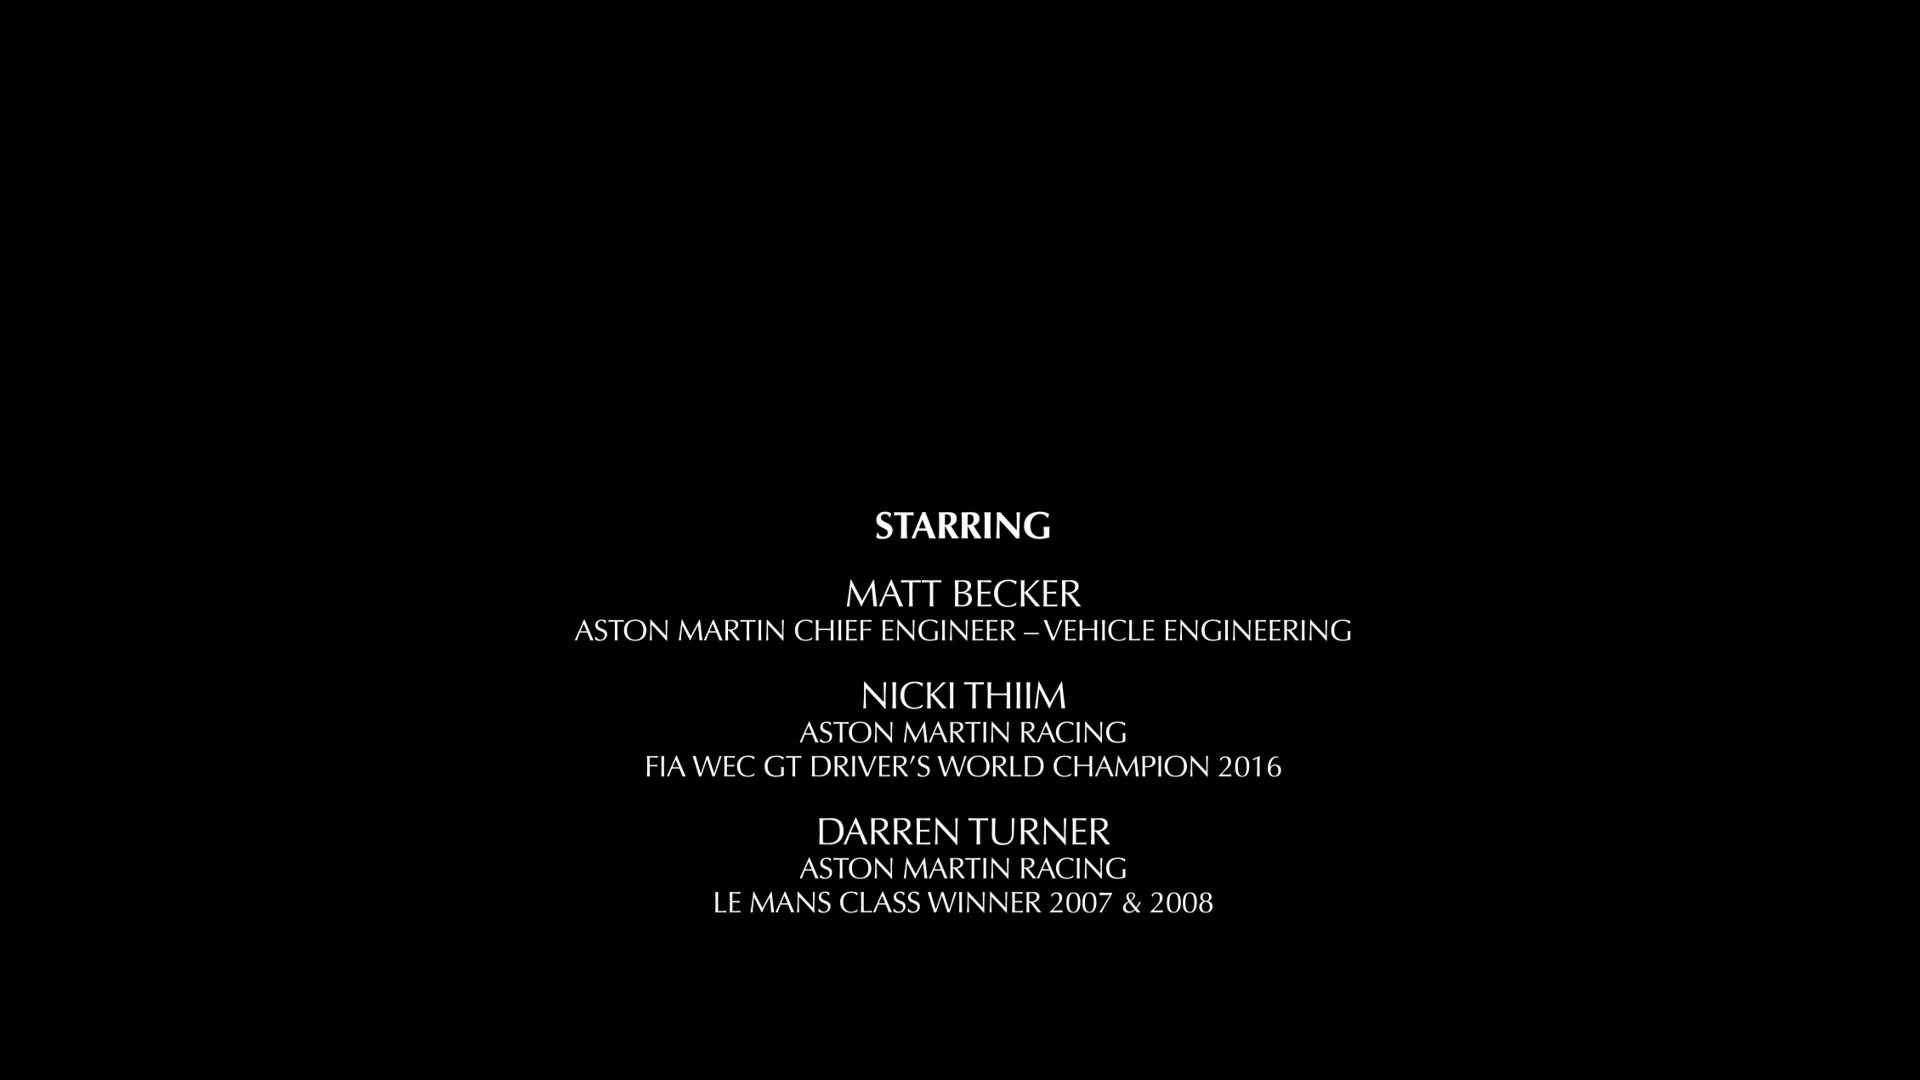 STARRING
MATT BECKER
ASTON MARTIN CHIEF ENGINEER – VEHICLE ENGINEERING
NICKI THIIM
ASTON MARTIN RACING
FIA WEC GT DRIVER’S WORLD CHAMPION 2016
DARREN TURNER
ASTON MARTIN RACING
LE MANS CLASS WINNER 2007 & 2008